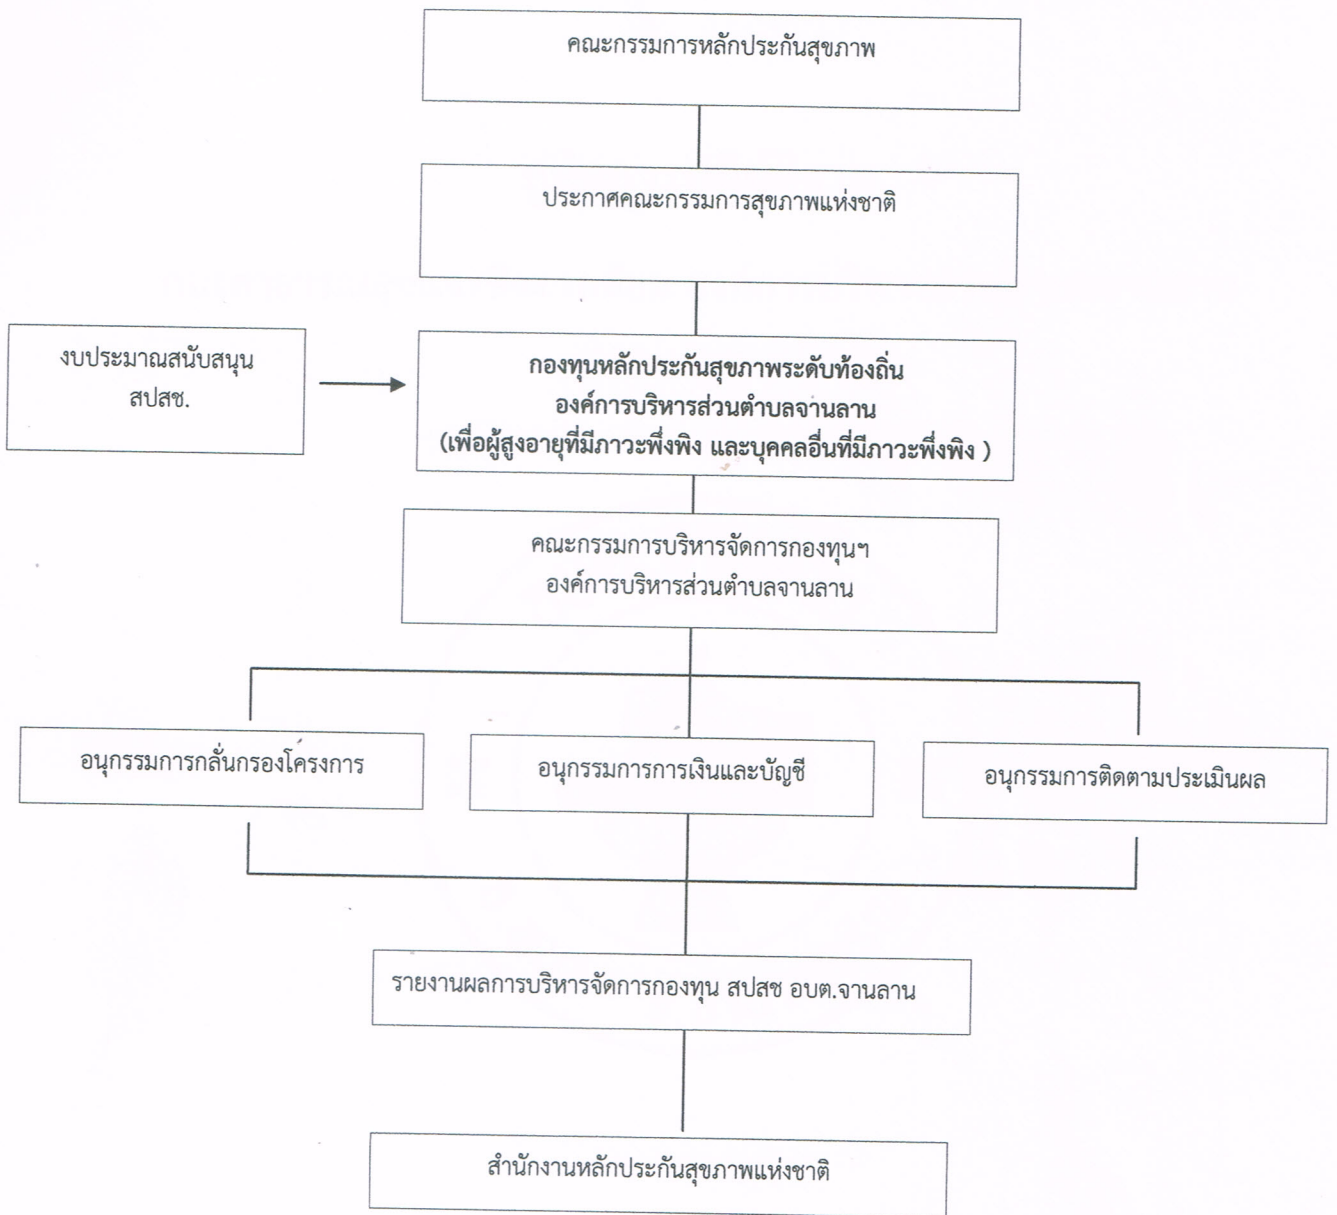 คณะกรรมการหลักประกันสุขภาพ
ประกาศคณะกรรมการสุขภาพแห่งชาติ
งบประมาณสนับสนุน
สปสช.
กองทุนหลักประกันสุขภาพระดับท้องถิ่น
องค์การบริหารส่วนตำบลจานลาน
(เพื่อผู้สูงอายุที่มีภาวะพึ่งพิง และบุคคลอื่นที่มีภาวะพึ่งพิง )
คณะกรรมการบริหารจัดการกองทุนฯ
องค์การบริหารส่วนตำบลจานลาน
อนุกรรมการกลั่นกรองโครงการ
อนุกรรมการการเงินและบัญชี
อนุกรรมการติดตามประเมินผล
รายงานผลการบริหารจัดการกองทุน สปสช อบต.จานลาน
สำนักงานหลักประกันสุขภาพแห่งชาติ